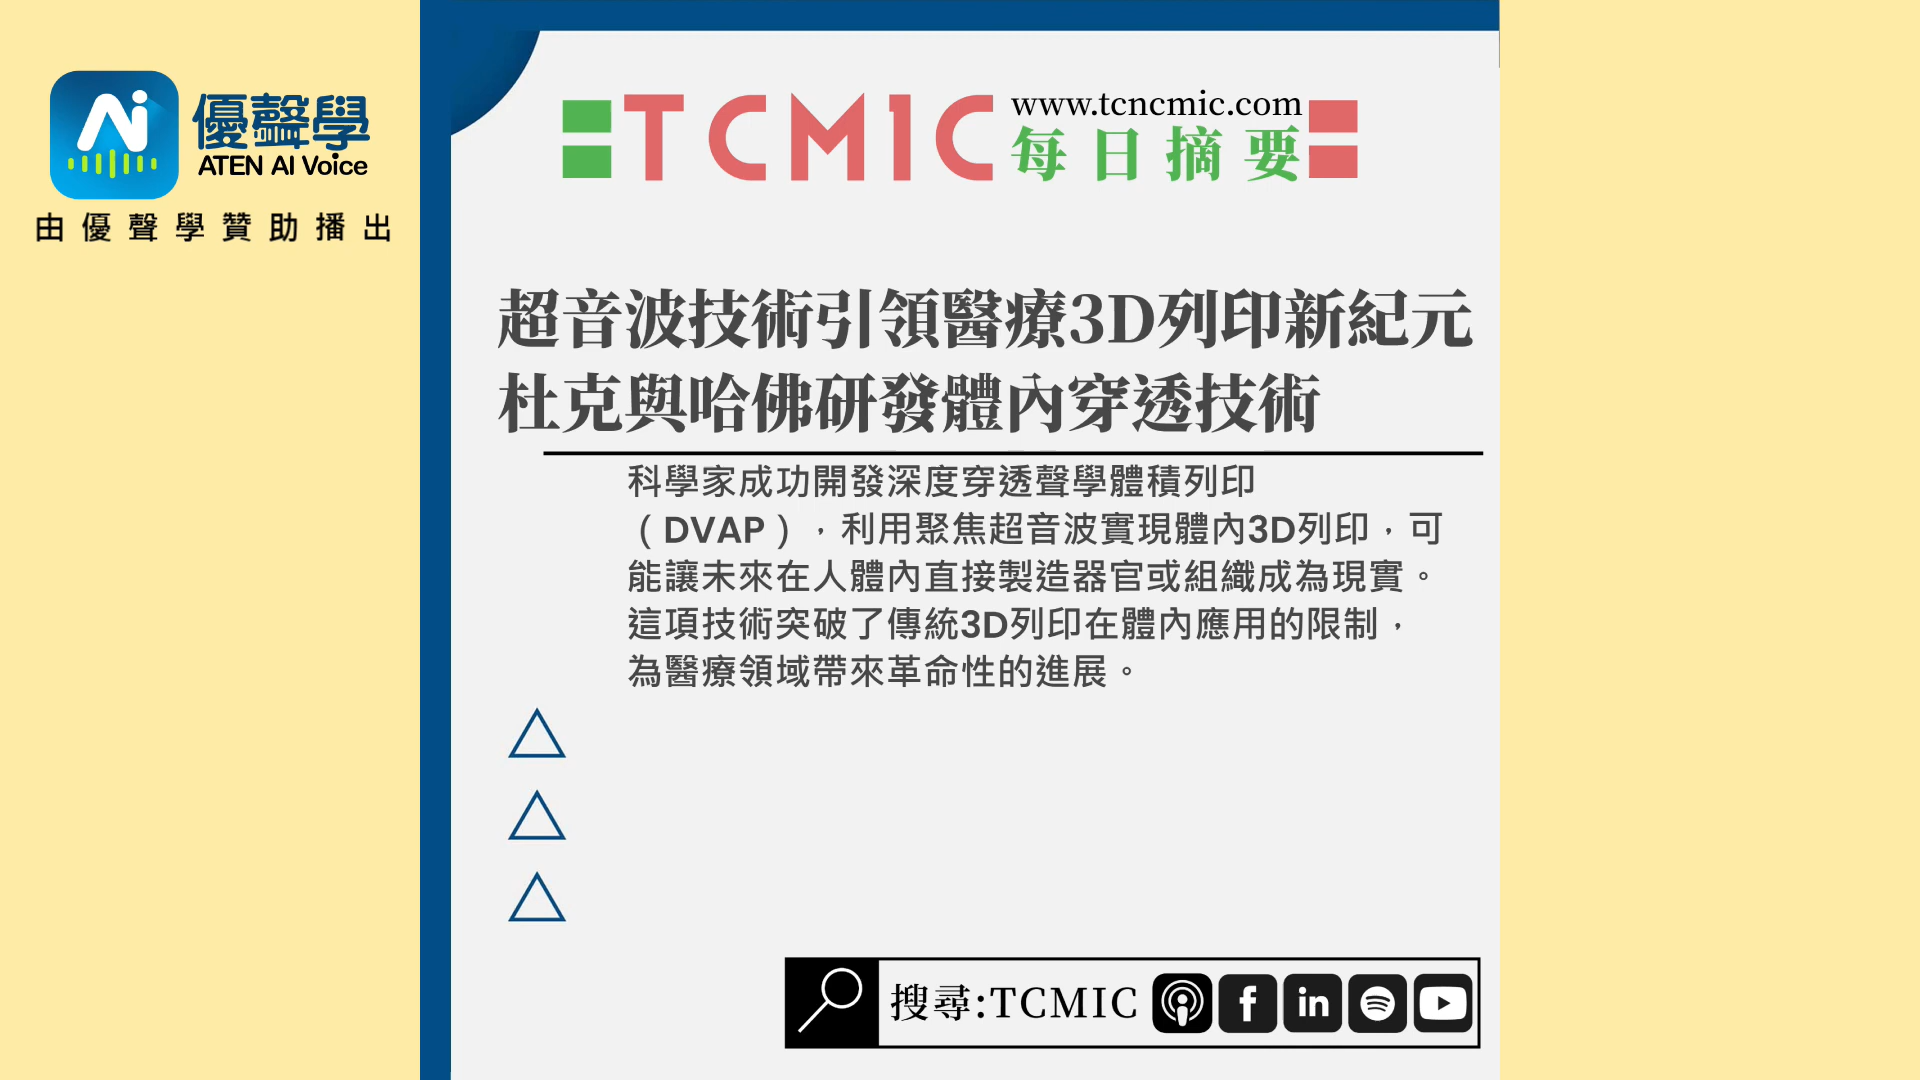 Ai
優聲學
ATEN AI Voice
由優聲學贊助播出
TCMIC
www.tcncmic.com
每日摘要
超音波技術引領醫療3D列印新紀元
杜克與哈佛研發體內穿透技術
科學家成功開發深度穿透聲學體積列印
（DVAP），利用聚焦超音波實現體內3D列印，可
能讓未來在人體內直接製造器官或組織成為現實。
這項技術突破了傳統3D列印在體內應用的限制，
為醫療領域帶來革命性的進展。
搜尋:TCMIC